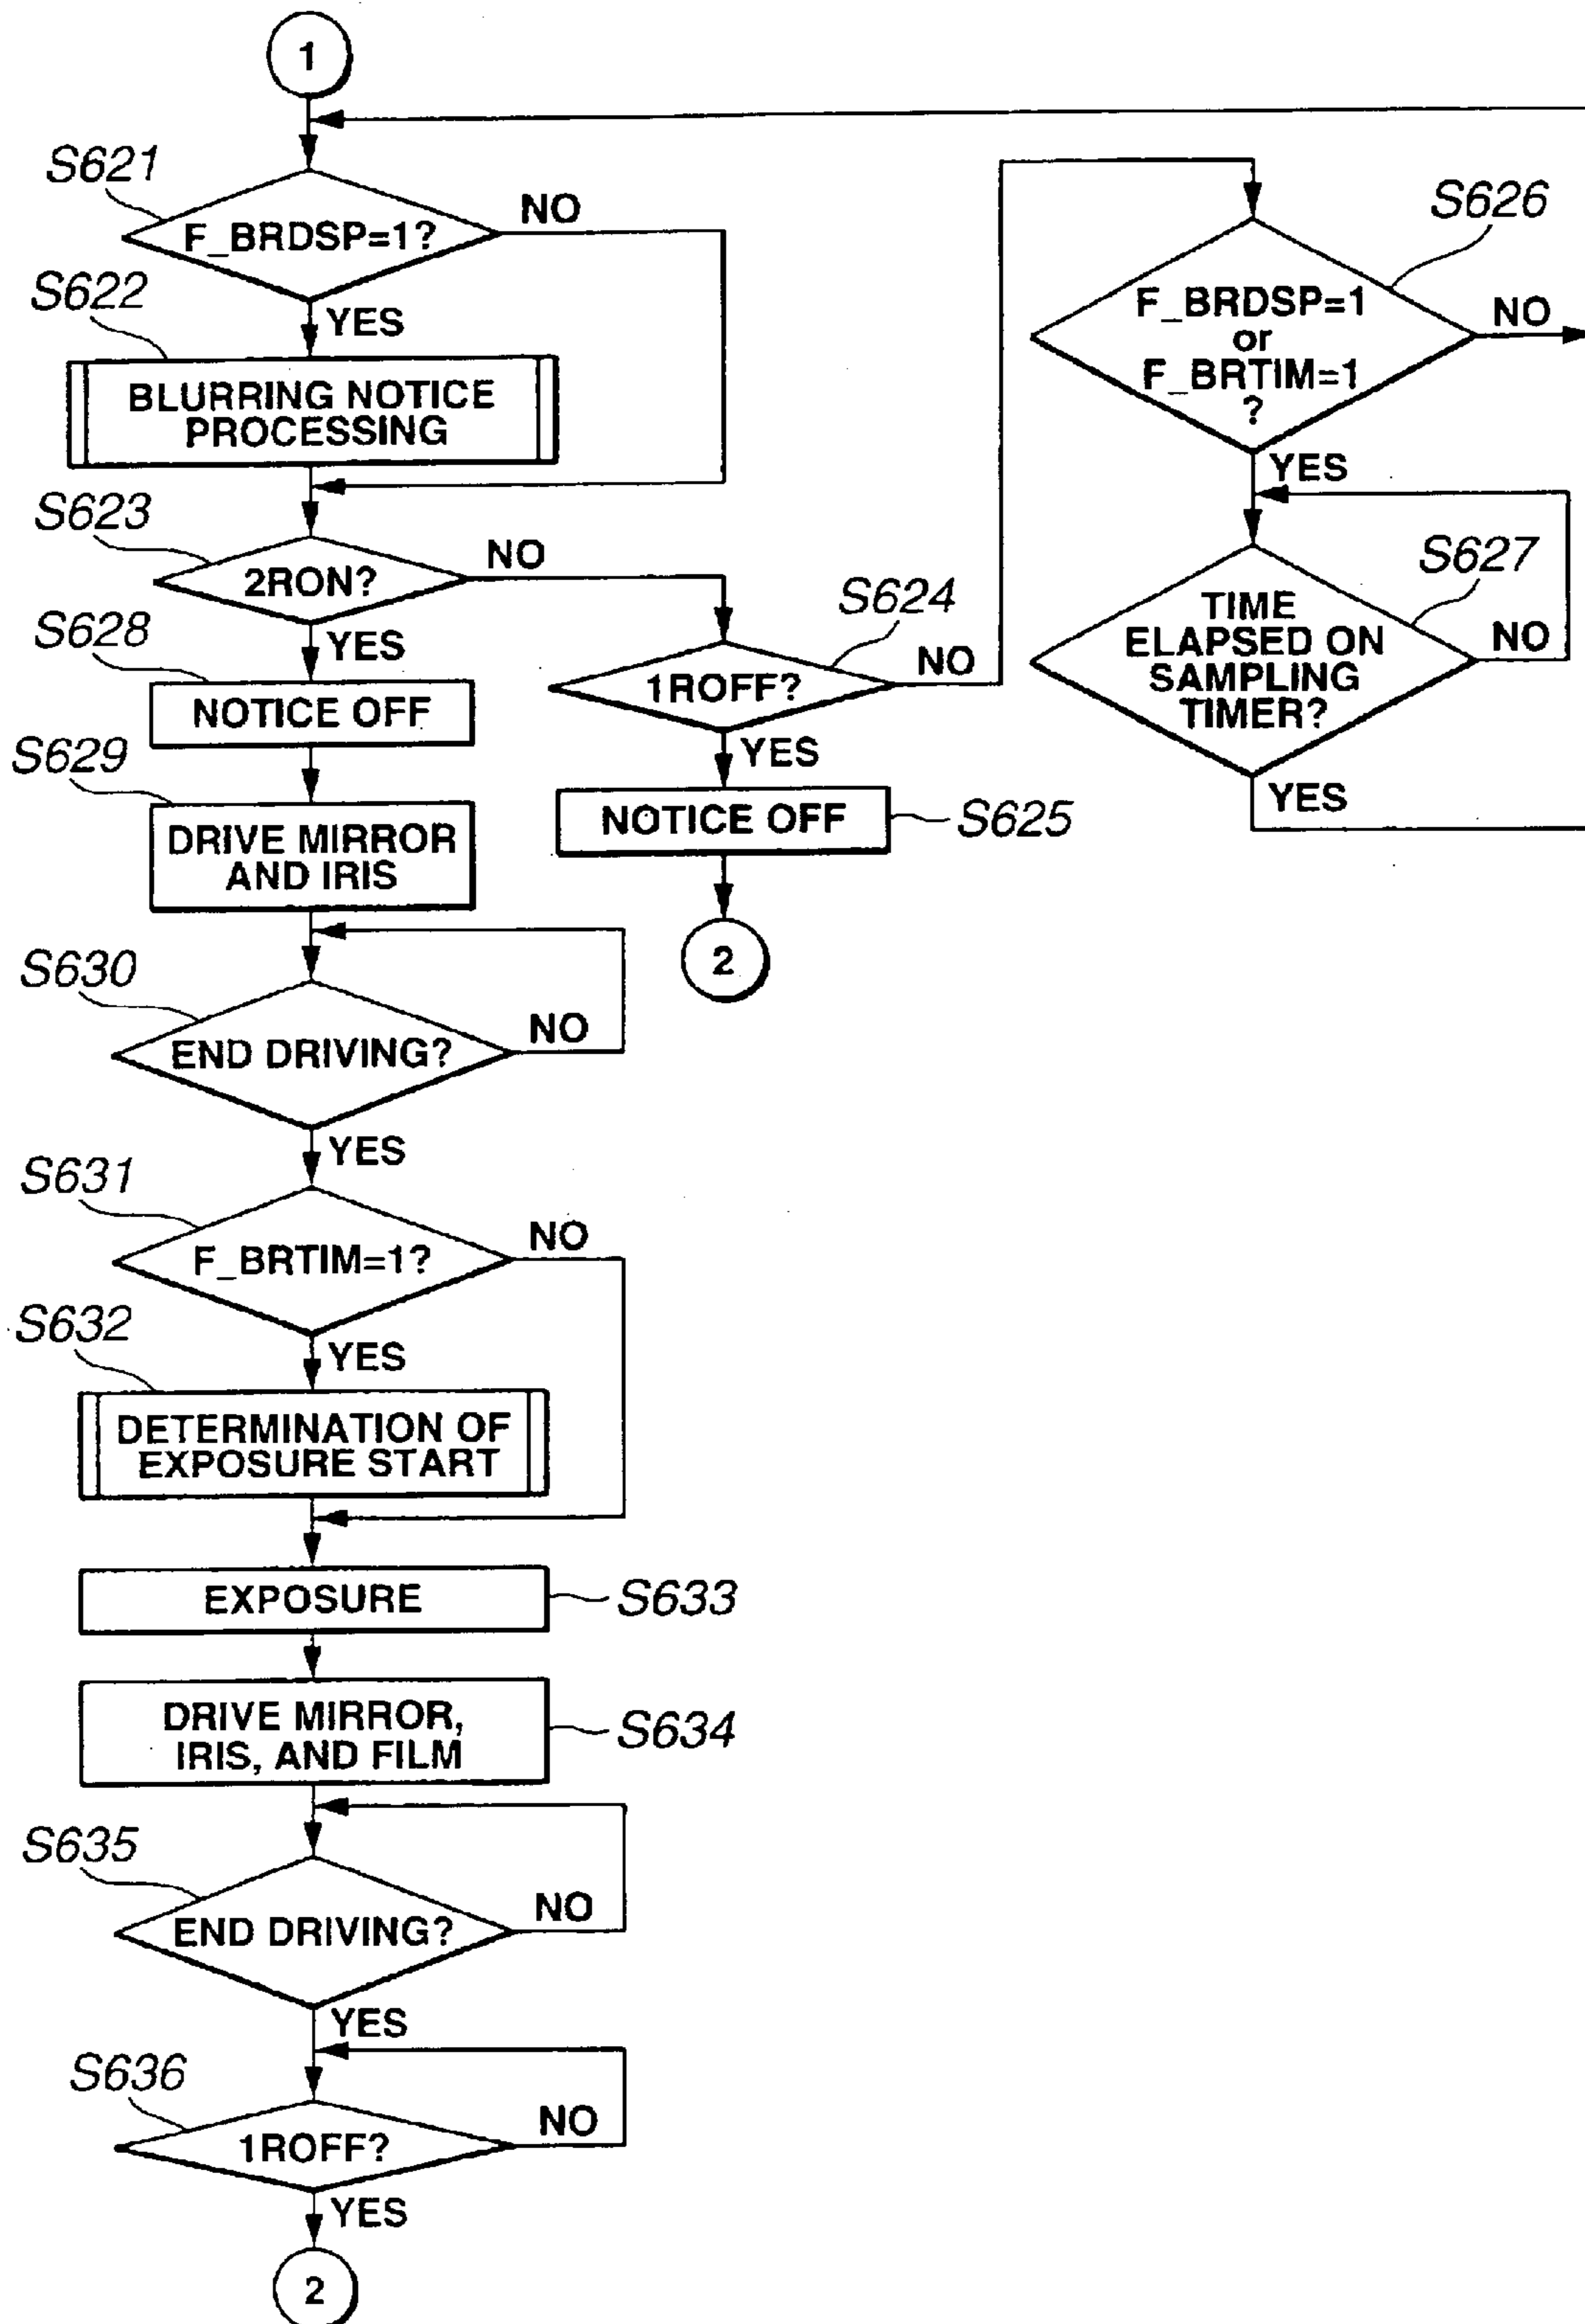 1
S621
F_BRDSP=1?
NO
YES
S622
BLURRING NOTICE
PROCESSING
S623
2RON?
NO
YES
S628
NOTICE OFF
S629
DRIVE MIRROR
AND IRIS
S630
END DRIVING?
NO
YES
S631
F_BRTIM=1?
NO
YES
S632
DETERMINATION OF
EXPOSURE START
EXPOSURE
S633
DRIVE MIRROR,
IRIS, AND FILM
S634
S635
END DRIVING?
NO
YES
S636
1ROFF?
NO
YES
2
S624
1ROFF?
NO
YES
NOTICE OFF
S625
2
S626
F_BRDSP=1
or
F_BRTIM=1
?
NO
YES
S627
TIME
ELAPSED ON
SAMPLING
TIMER?
NO
YES